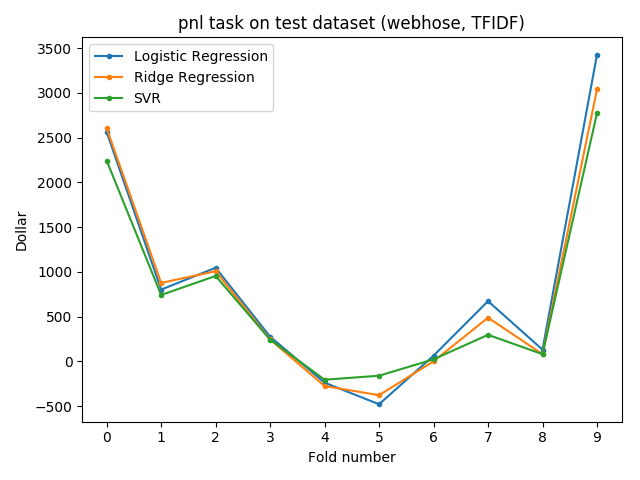 pnl task on test dataset (webhose, TFIDF)
Logistic Regression
Ridge Regression
SVR
Dollar
3500
3000
2500
2000
1500
1000
500
0
−500
0 1 2 3 4 5 6 7 8 9
Fold number